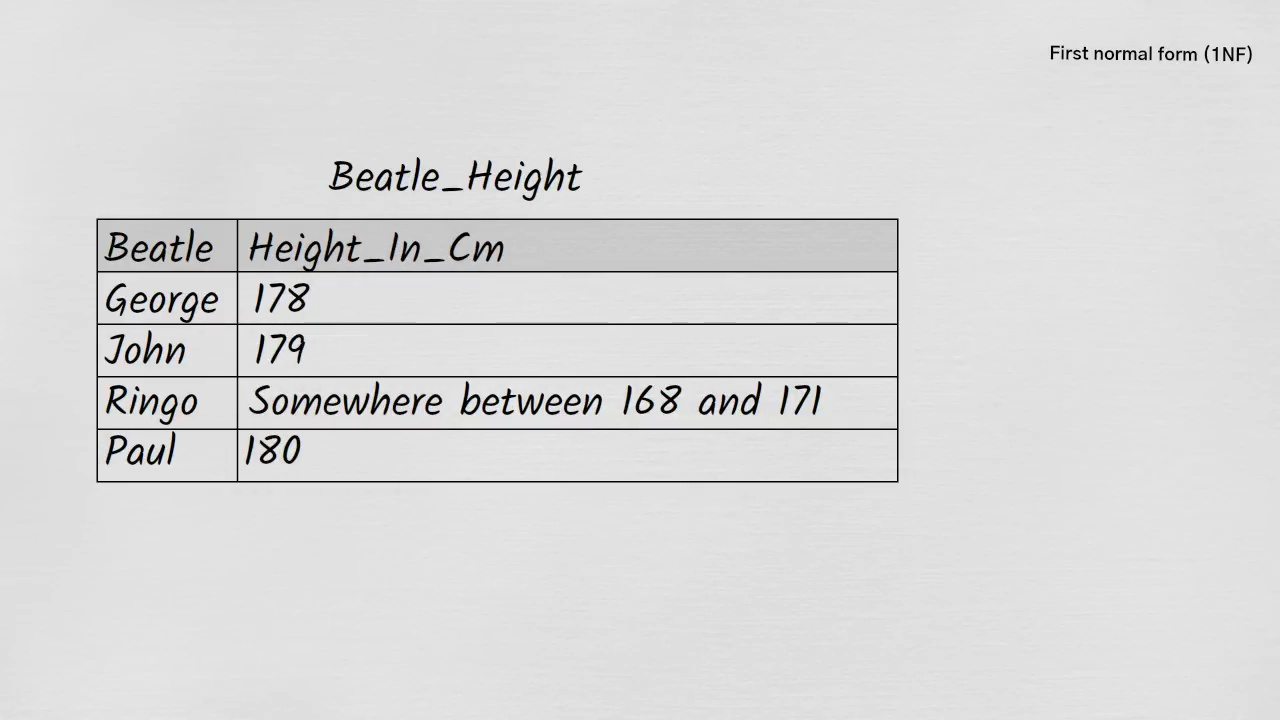 First normal form (1NF)
Beatle_Height
Beatle Height_In_Cm
George 178
John 179
Ringo Somewhere between 168 and 171
Paul 180